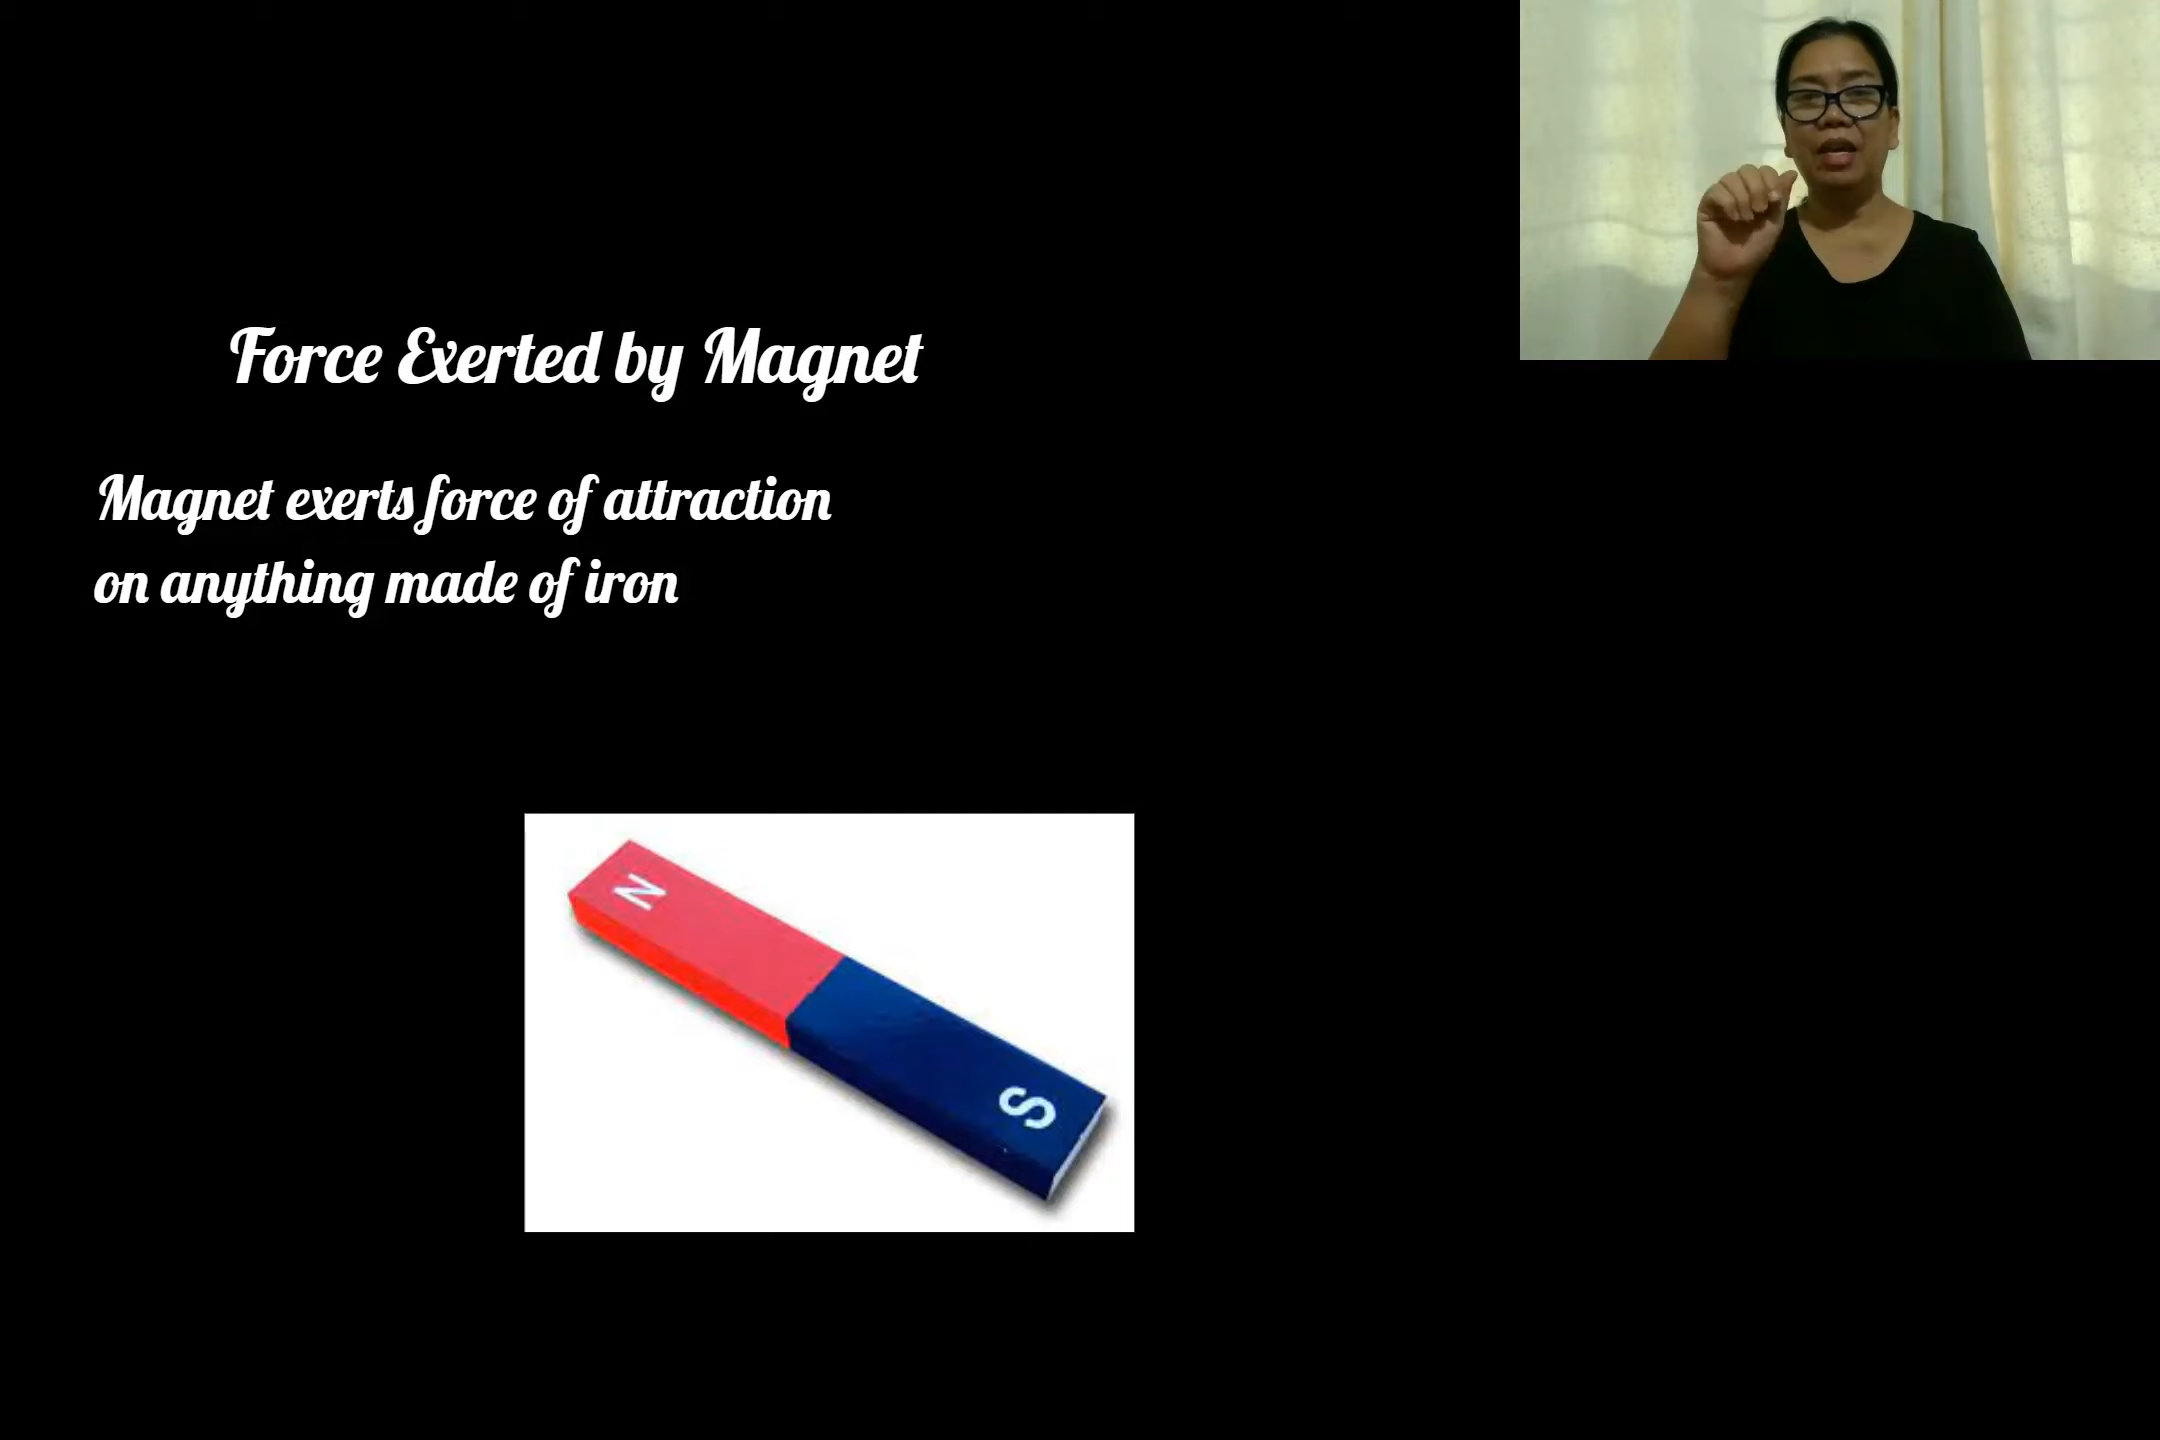 Force Exerted by Magnet
Magnet exerts force of attraction
on anything made of iron
N
S